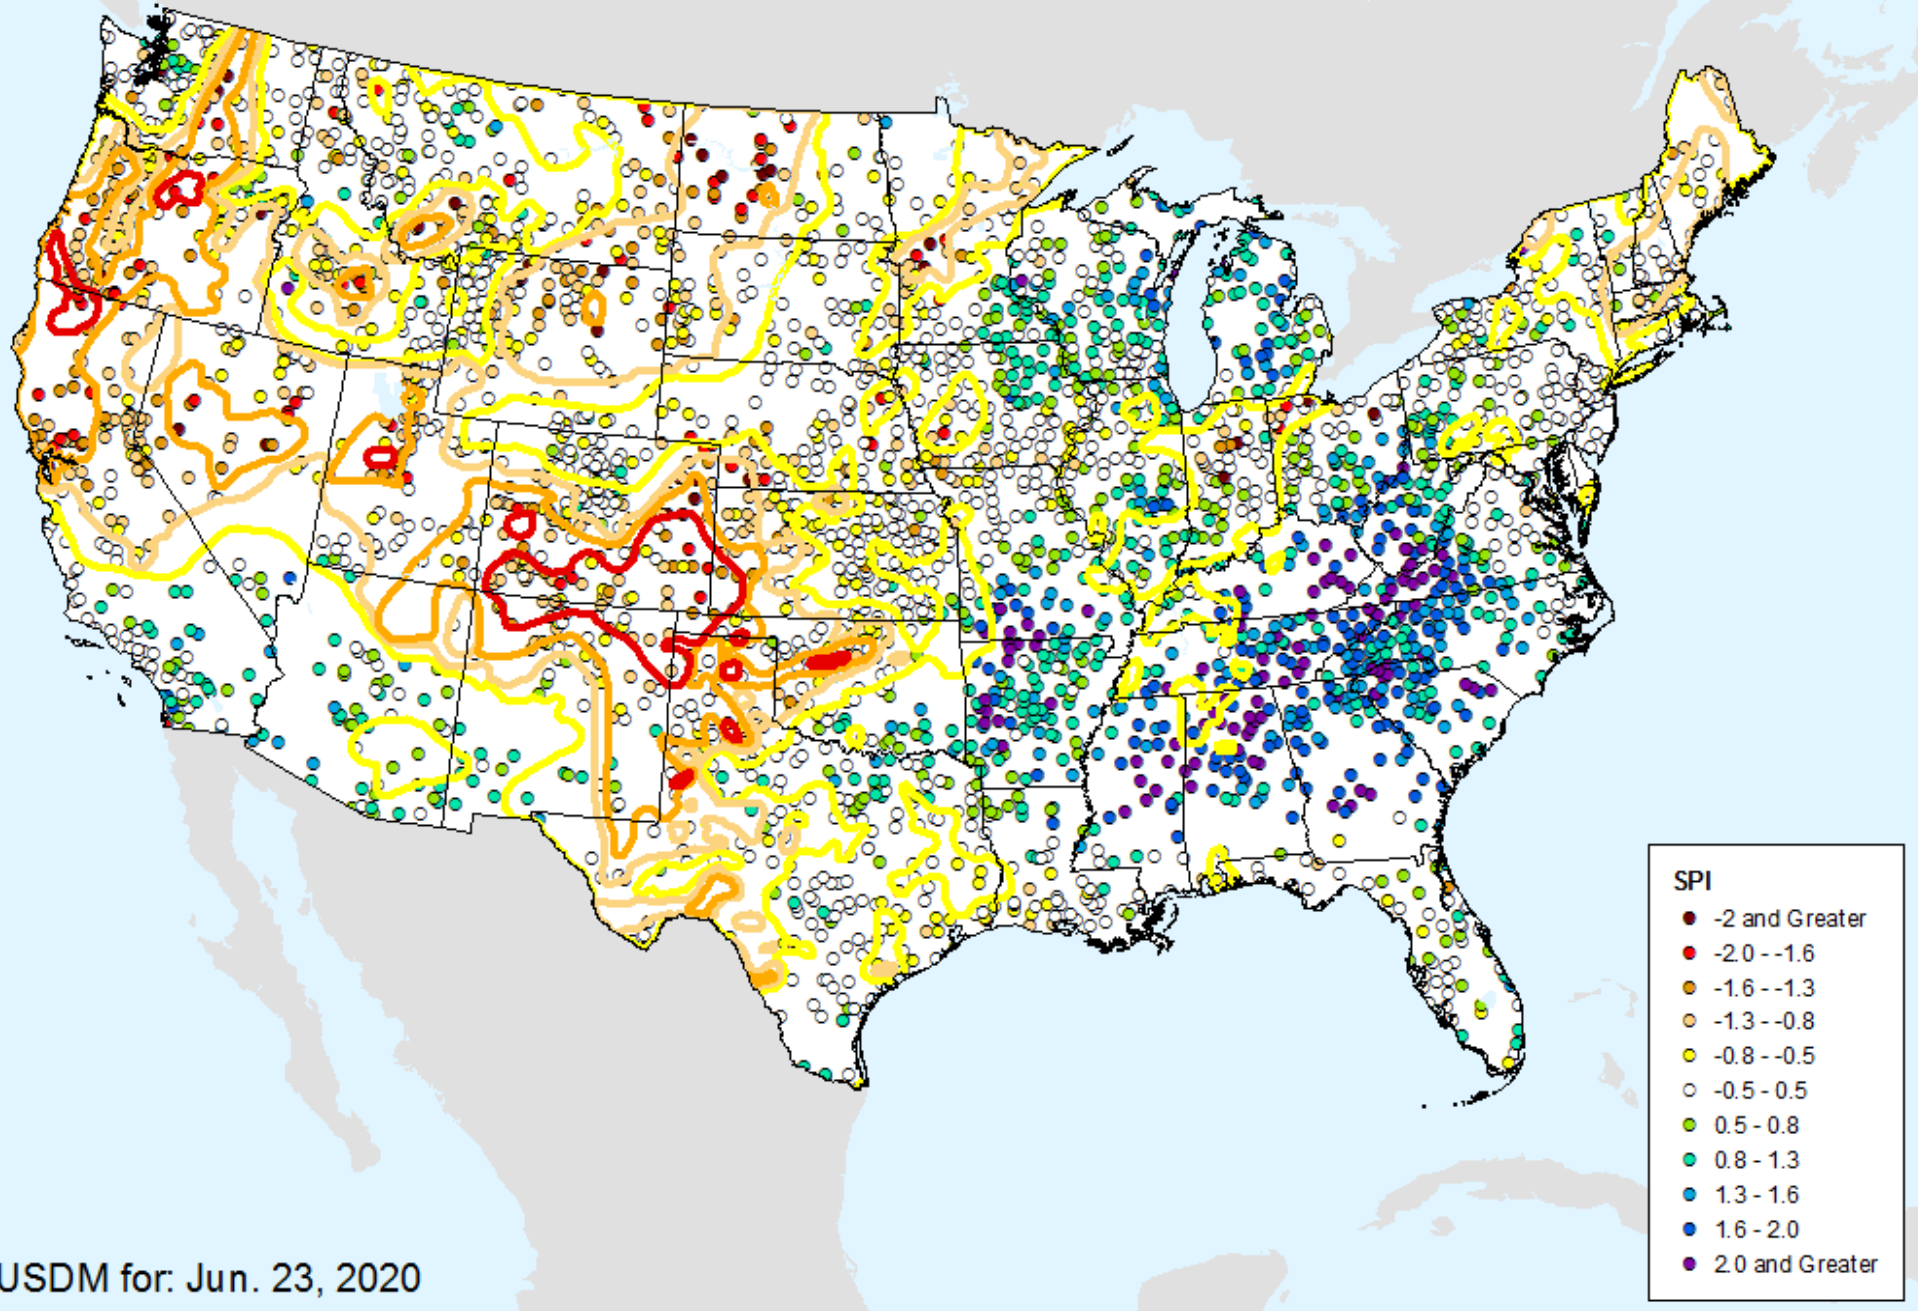 SPI
-2 and Greater
-2.0 - -1.6
-1.6 - -1.3
-1.3 - -0.8
-0.8 - -0.5
-0.5 - 0.5
0.5 - 0.8
0.8 - 1.3
1.3 - 1.6
1.6 - 2.0
2.0 and Greater
USDM for: Jun. 23, 2020